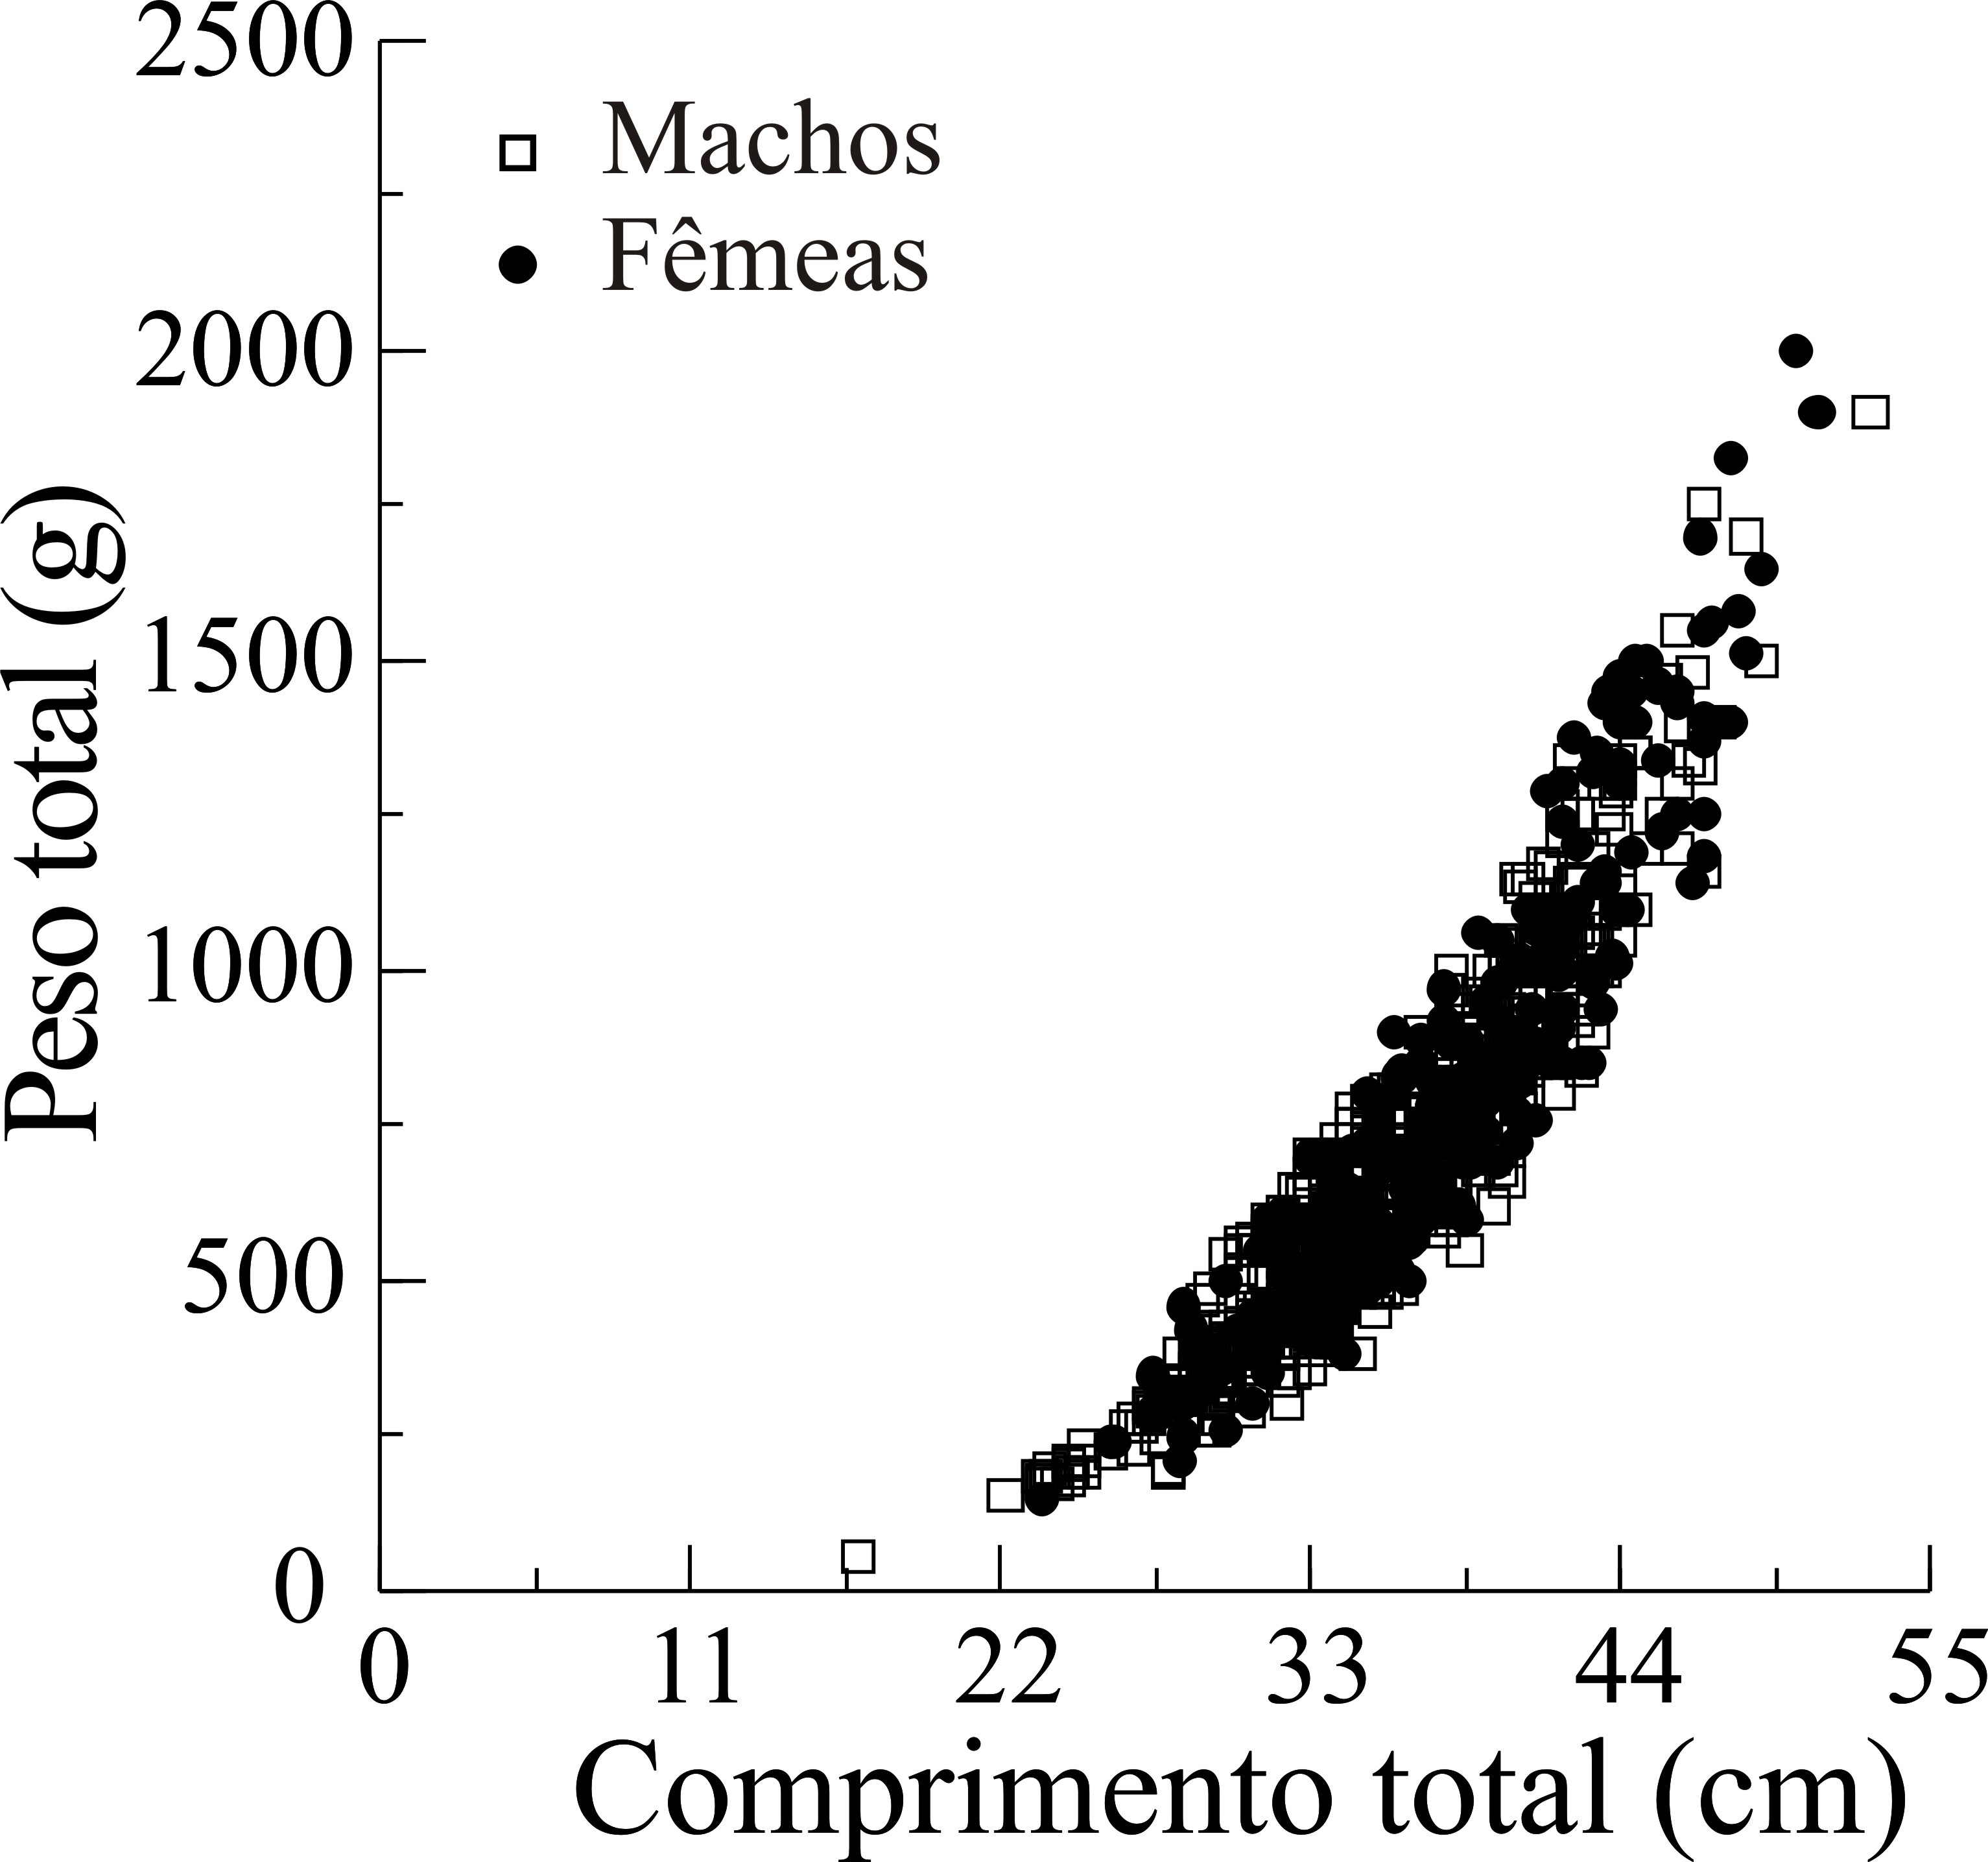 2500
Machos
Fêmeas
2000
Peso total (g)
1500
1000
500
0
0 11 22 33 44 55
Comprimento total (cm)